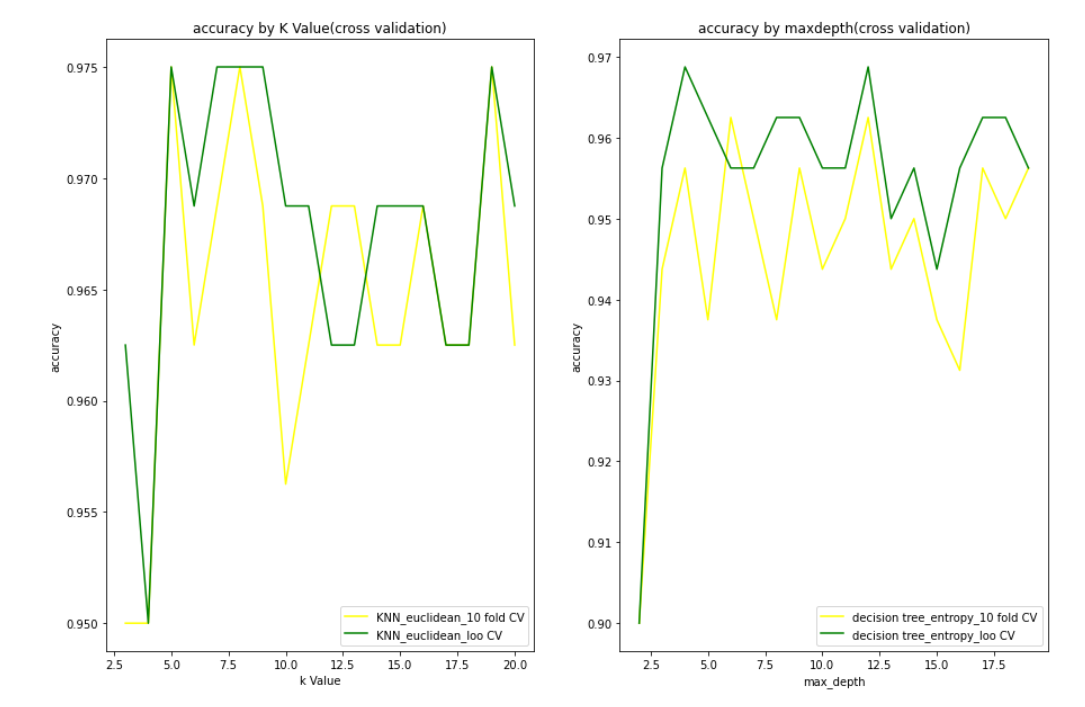 accuracy by K Value(cross validation)
0.975
0.970
0.965
0.960
0.955
0.950
accuracy
2.5 5.0 7.5 10.0 12.5 15.0 17.5 20.0
k Value
KNN_euclidean_10 fold CV
KNN_euclidean_loo CV
accuracy by maxdepth(cross validation)
0.97
0.96
0.95
0.94
0.93
0.92
0.91
0.90
accuracy
2.5 5.0 7.5 10.0 12.5 15.0 17.5
max_depth
decision tree_entropy_10 fold CV
decision tree_entropy_loo CV